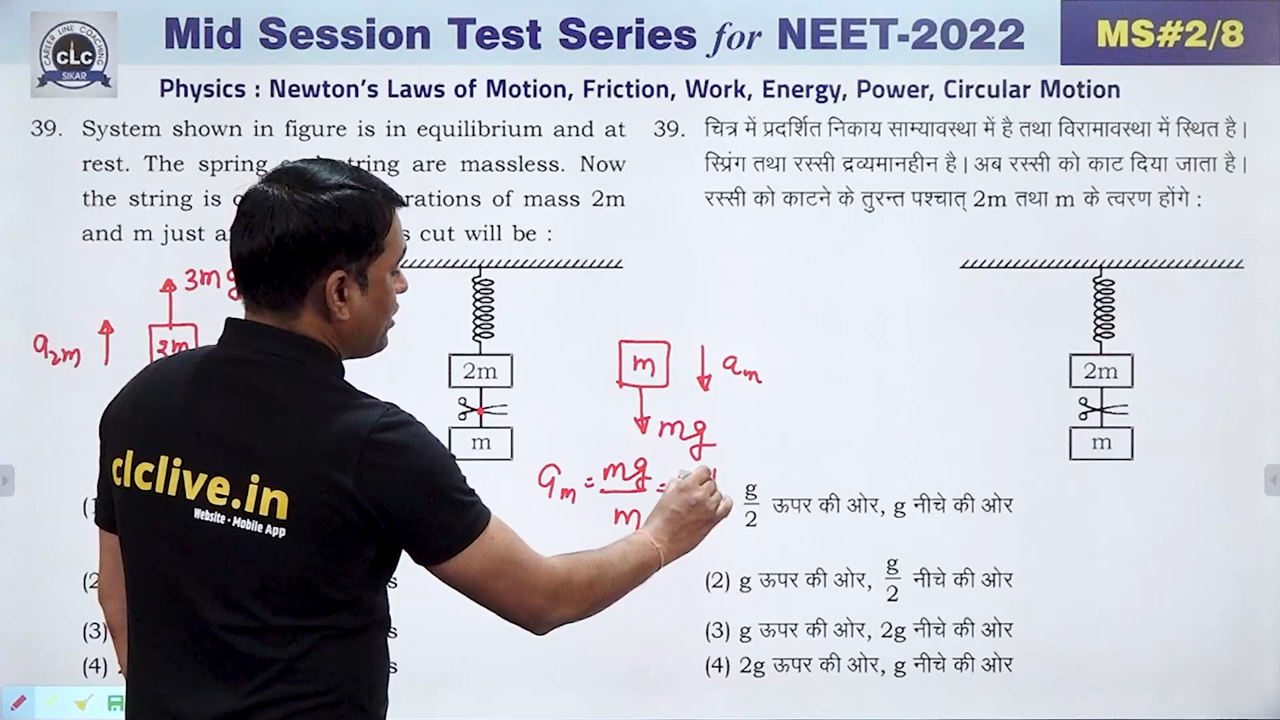 Mid Session Test Series for NEET-2022
MS#2/8
CAREER LINE COACHING
CLC
SIKAR
Physics : Newton's Laws of Motion, Friction, Work, Energy, Power, Circular Motion
39. System shown in figure is in equilibrium and at
rest. The spring string are massless. Now
the string is
and m just cut will be :
39. चित्र में प्रदर्शित निकाय साम्यावस्था में है तथा विरामावस्था में स्थित है।
स्प्रिंग तथा रस्सी द्रव्यमानहीन है। अब रस्सी को काट दिया जाता है।
रस्सी को काटने के तुरन्त पश्चात् 2m तथा m के त्वरण होंगे :
3mg
a2m
2m
m
m
am
mg
am = mg/m =
2m
m
clclive.in
Website • Mobile App
g/2 ऊपर की ओर, g नीचे की ओर
(2) g ऊपर की ओर, g/2 नीचे की ओर
(3) g ऊपर की ओर, 2g नीचे की ओर
(4) 2g ऊपर की ओर, g नीचे की ओर
(3)
(4)